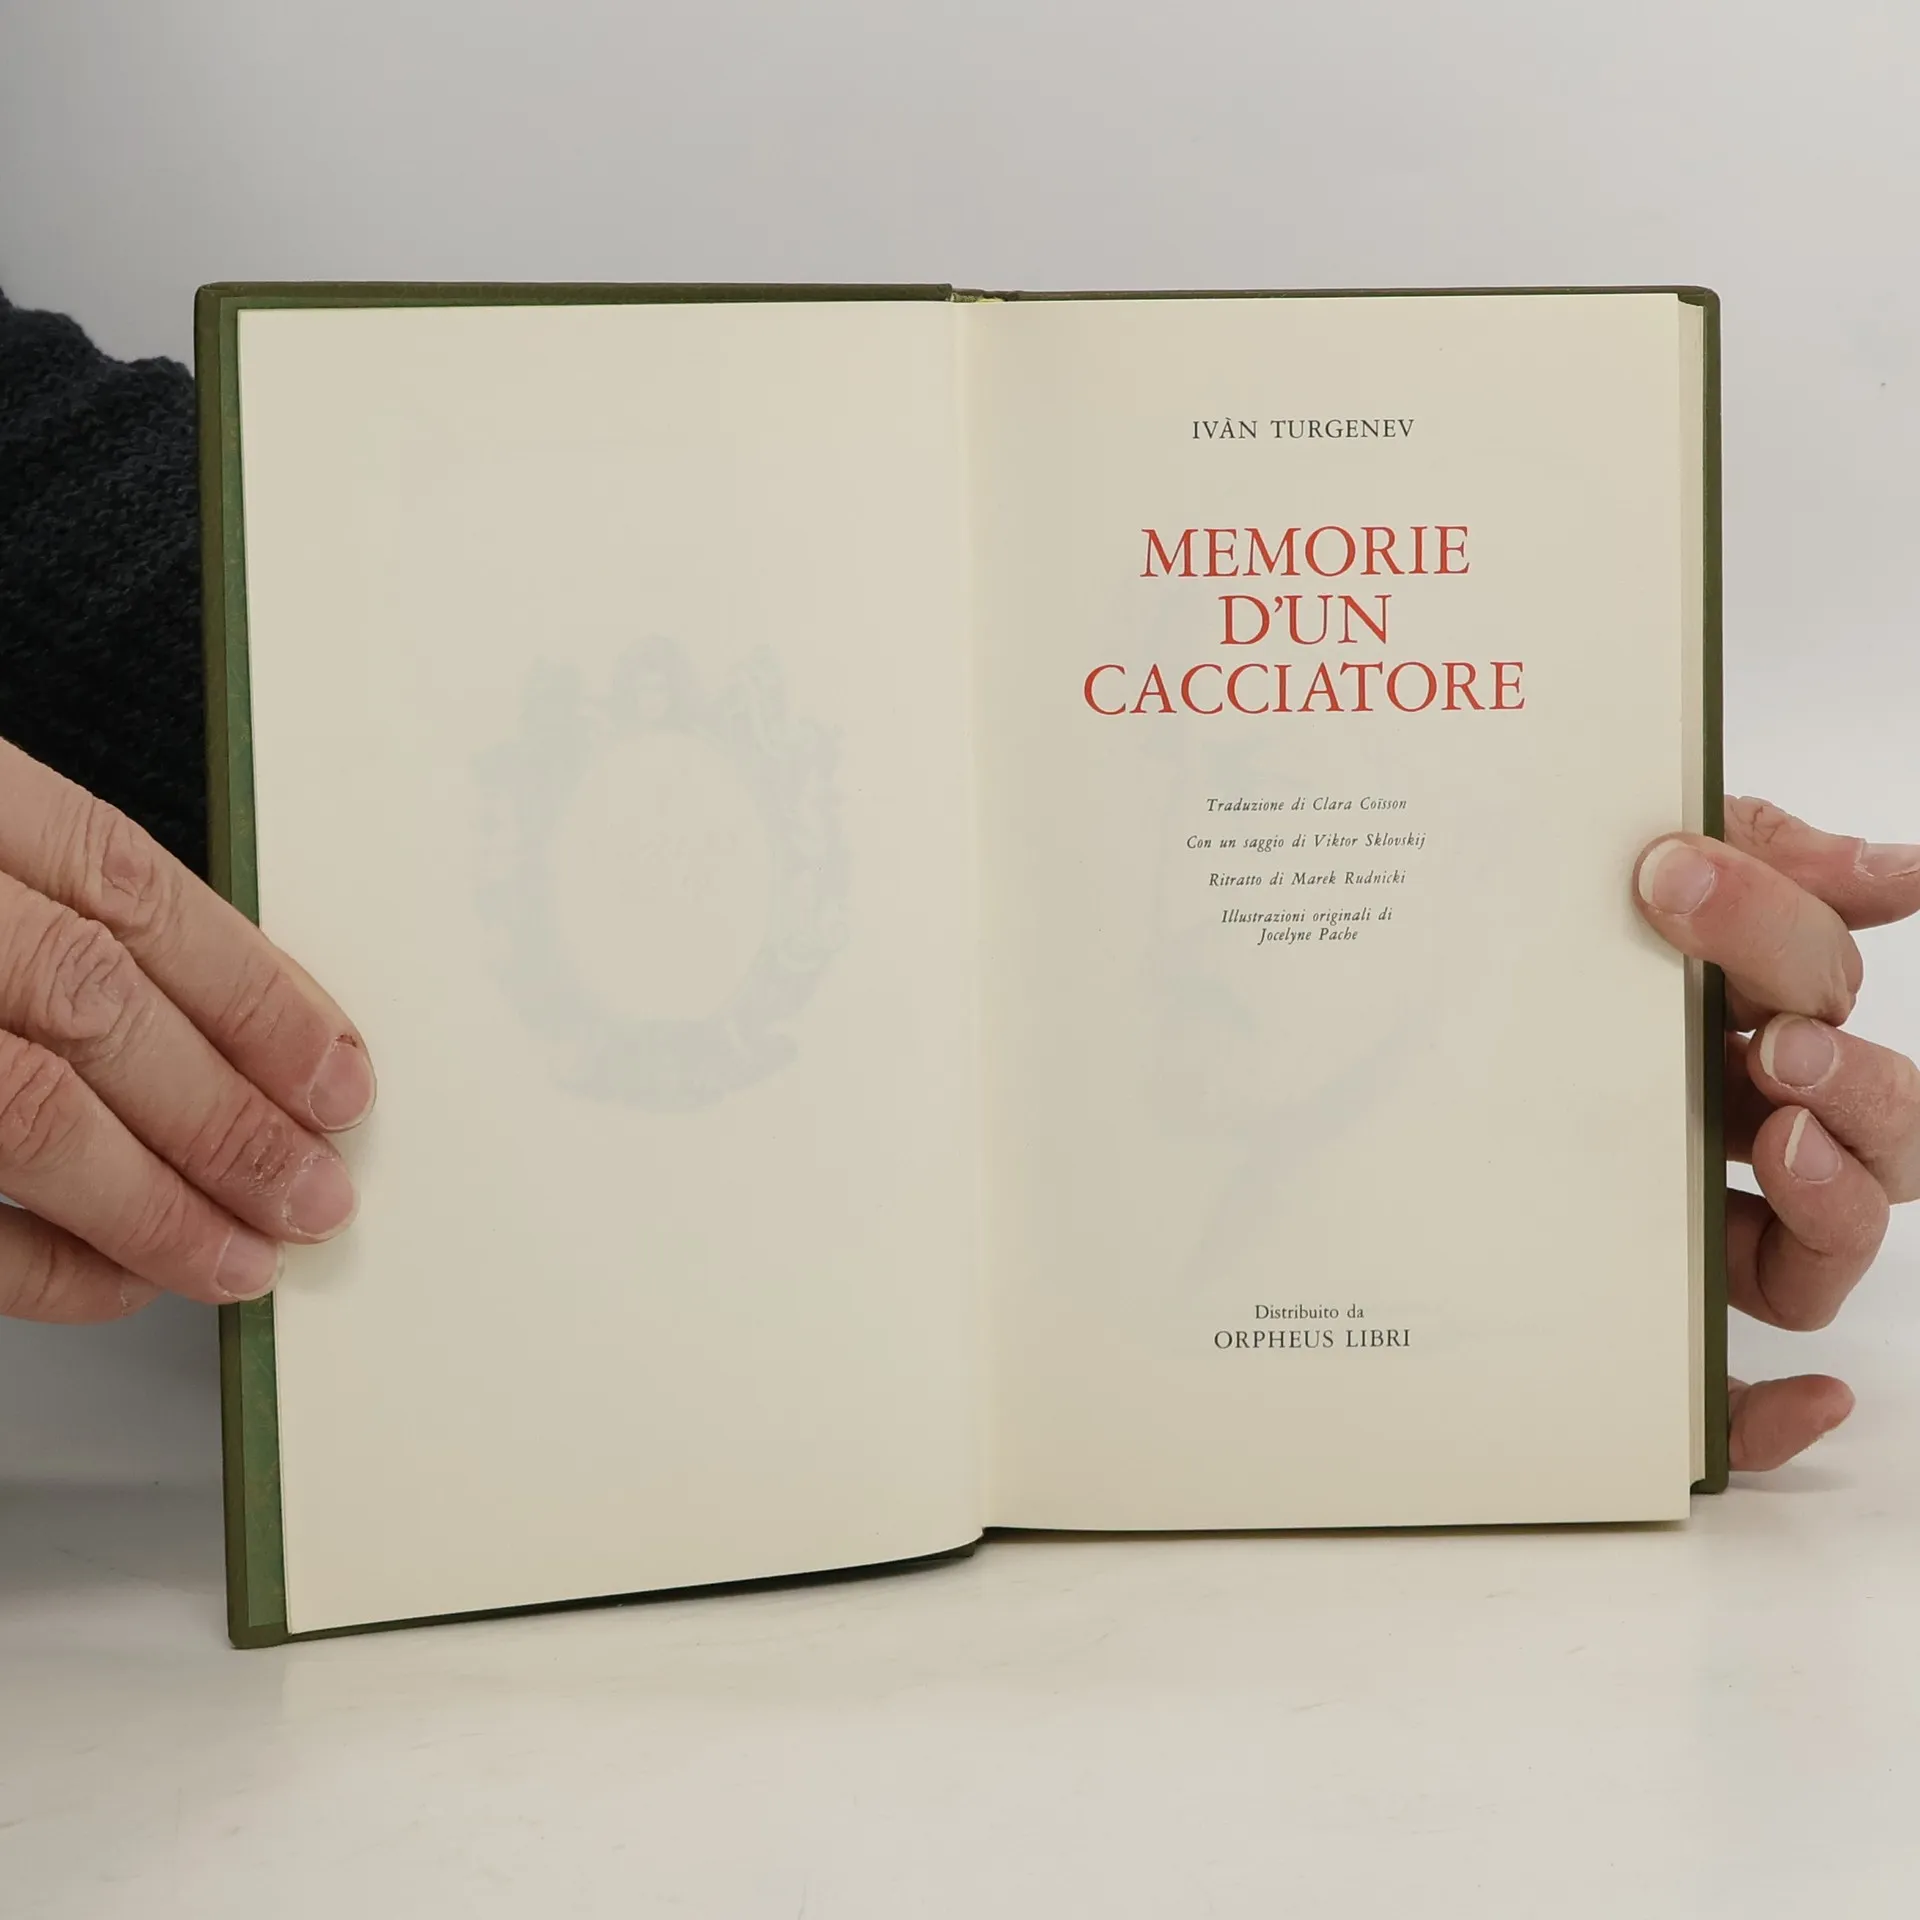 IVÀN TURGENEV
MEMORIE
D'UN
CACCIATORE
Traduzione di Clara Coïsson
Con un saggio di Viktor Sklovskij
Ritratto di Marek Rudnicki
Illustrazioni originali di
Jocelyne Pache
Distribuito da
ORPHEUS LIBRI